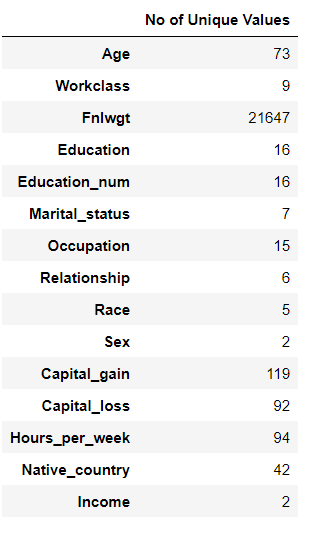 No of Unique Values
Age 73
Workclass 9
Fnlwgt 21647
Education 16
Education_num 16
Marital_status 7
Occupation 15
Relationship 6
Race 5
Sex 2
Capital_gain 119
Capital_loss 92
Hours_per_week 94
Native_country 42
Income 2